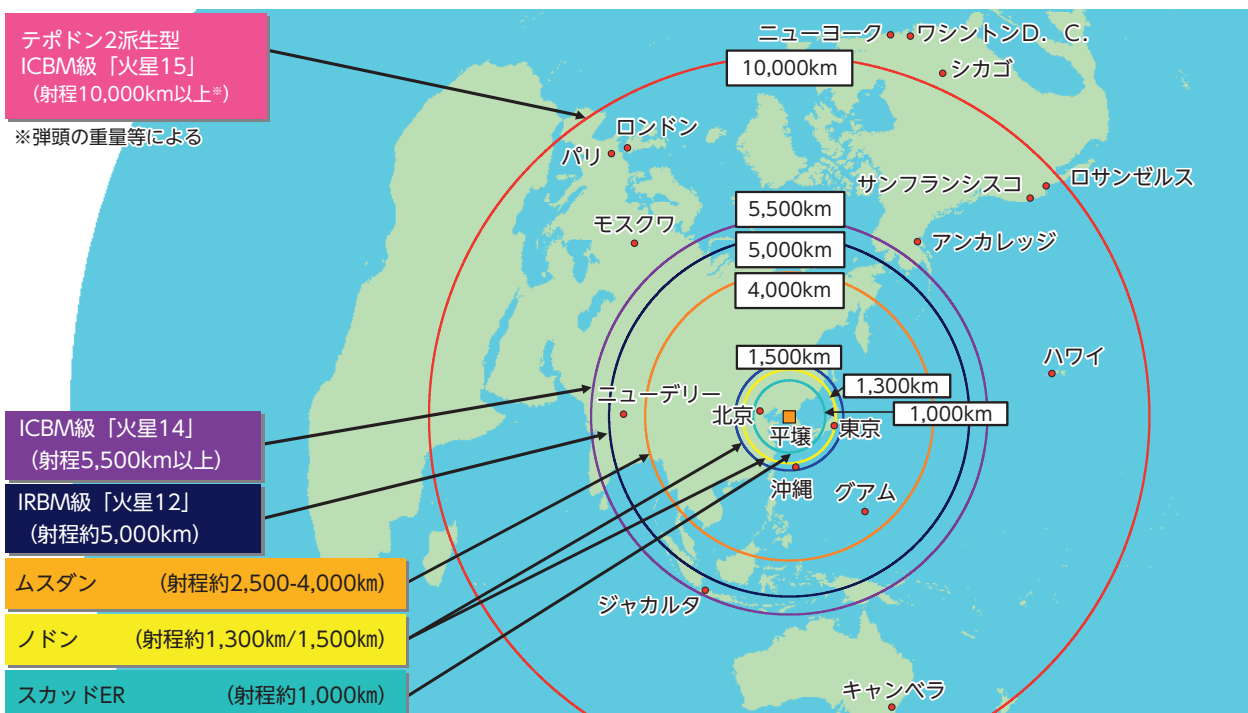 テポドン2派生型
ICBM級「火星15」
（射程10,000km以上※）
※弾頭の重量等による
ニューヨーク
ワシントンD．C．
シカゴ
10,000km
ロンドン
パリ
サンフランシスコ
ロサンゼルス
モスクワ
アンカレッジ
5,500km
5,000km
4,000km
1,500km
1,300km
1,000km
ハワイ
ニューデリー
北京
平壌
東京
沖縄
グアム
ジャカルタ
キャンベラ
ICBM級「火星14」
（射程5,500km以上）
IRBM級「火星12」
（射程約5,000km）
ムスダン （射程約2,500-4,000㎞）
ノドン （射程約1,300㎞/1,500㎞）
スカッドER （射程約1,000㎞）